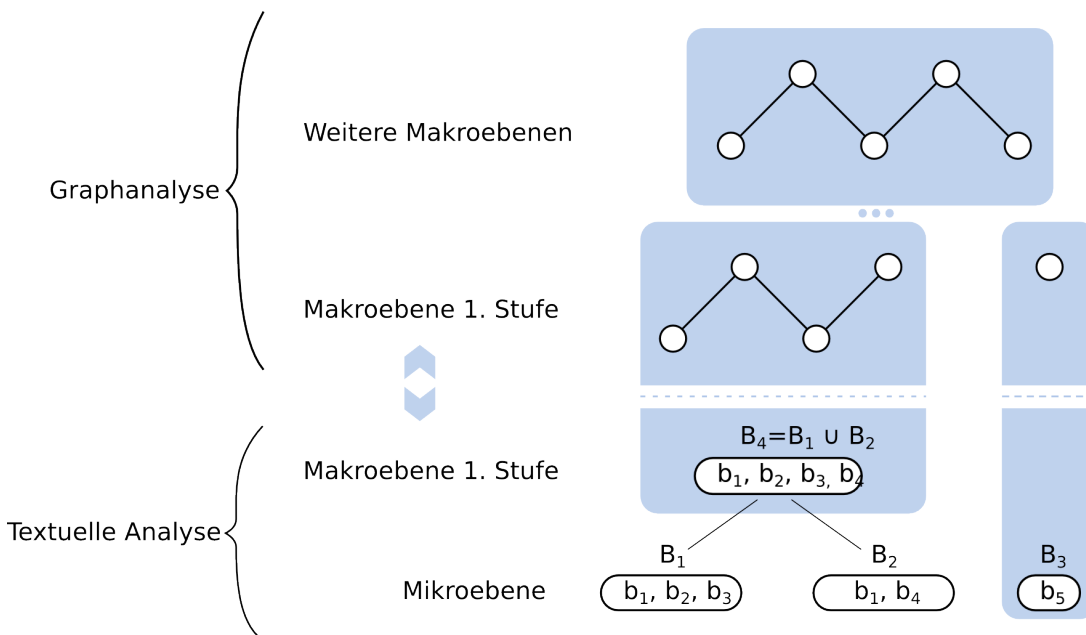 Weitere Makroebenen
Graphanalyse
Makroebene 1. Stufe
B₄=B₁ ∪ B₂
Makroebene 1. Stufe
b₁, b₂, b₃, b₄
Textuelle Analyse
B₁
B₂
B₃
Mikroebene
b₁, b₂, b₃
b₁, b₄
b₅